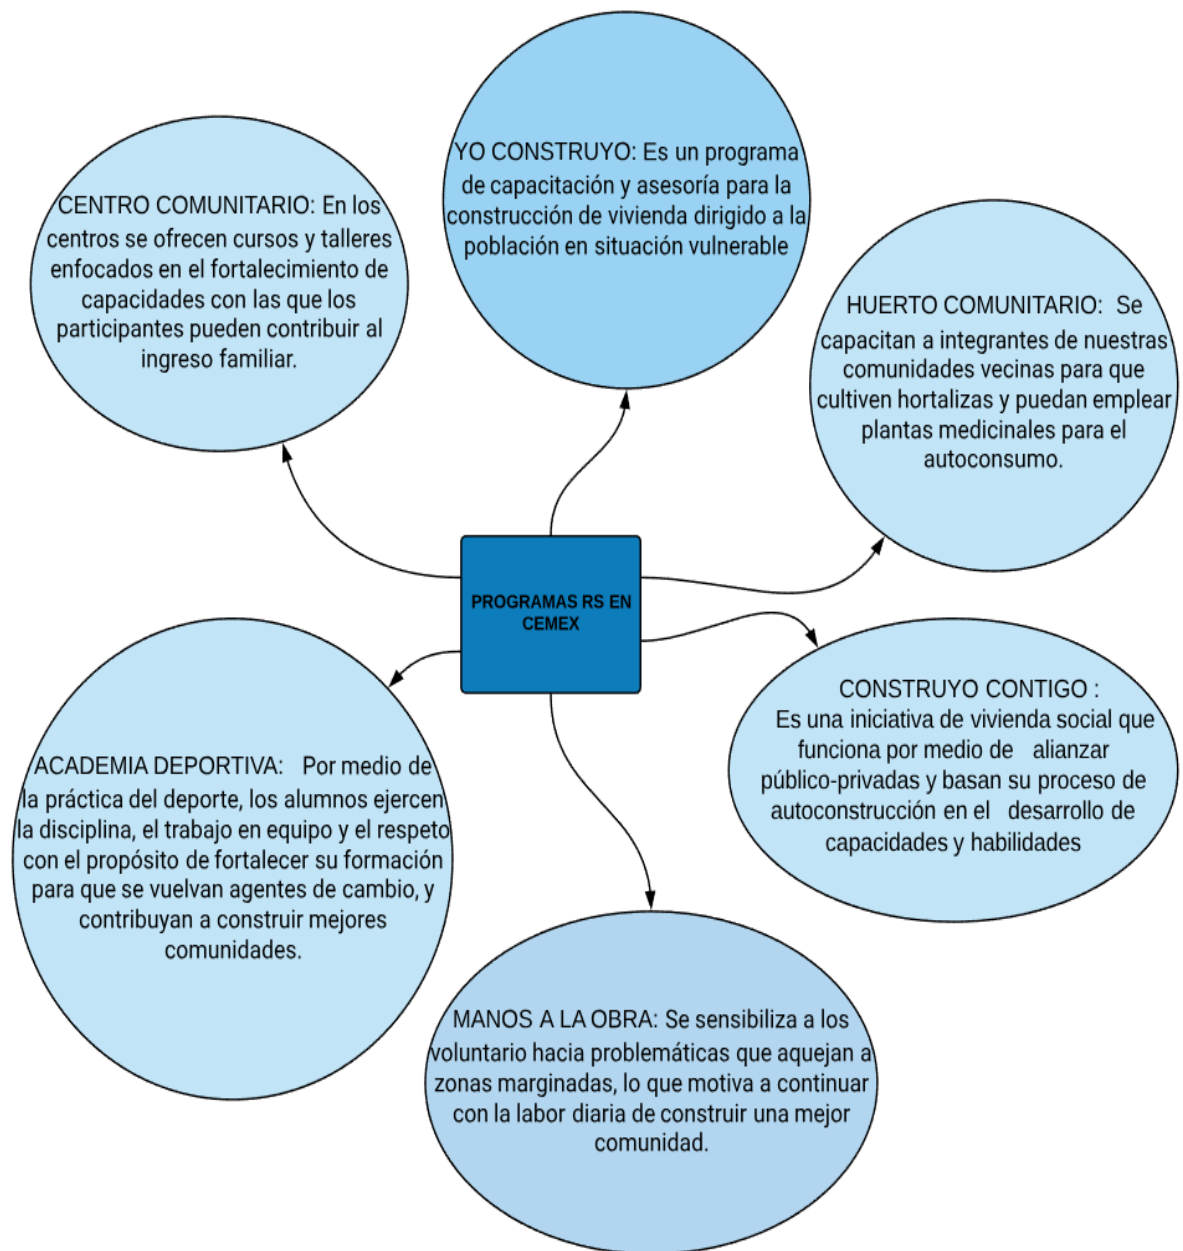 YO CONSTRUYO: Es un programa
de capacitación y asesoría para la
construcción de vivienda dirigido a la
población en situación vulnerable
CENTRO COMUNITARIO: En los
centros se ofrecen cursos y talleres
enfocados en el fortalecimiento de
capacidades con las que los
participantes pueden contribuir al
ingreso familiar.
HUERTO COMUNITARIO: Se
capacitan a integrantes de nuestras
comunidades vecinas para que
cultiven hortalizas y puedan emplear
plantas medicinales para el
autoconsumo.
PROGRAMAS RS EN
CEMEX
CONSTRUYO CONTIGO :
Es una iniciativa de vivienda social que
funciona por medio de alianzar
público-privadas y basan su proceso de
autoconstrucción en el desarrollo de
capacidades y habilidades
ACADEMIA DEPORTIVA: Por medio de
la práctica del deporte, los alumnos ejercen
la disciplina, el trabajo en equipo y el respeto
con el propósito de fortalecer su formación
para que se vuelvan agentes de cambio, y
contribuyan a construir mejores
comunidades.
MANOS A LA OBRA: Se sensibiliza a los
voluntario hacia problemáticas que aquejan a
zonas marginadas, lo que motiva a continuar
con la labor diaria de construir una mejor
comunidad.